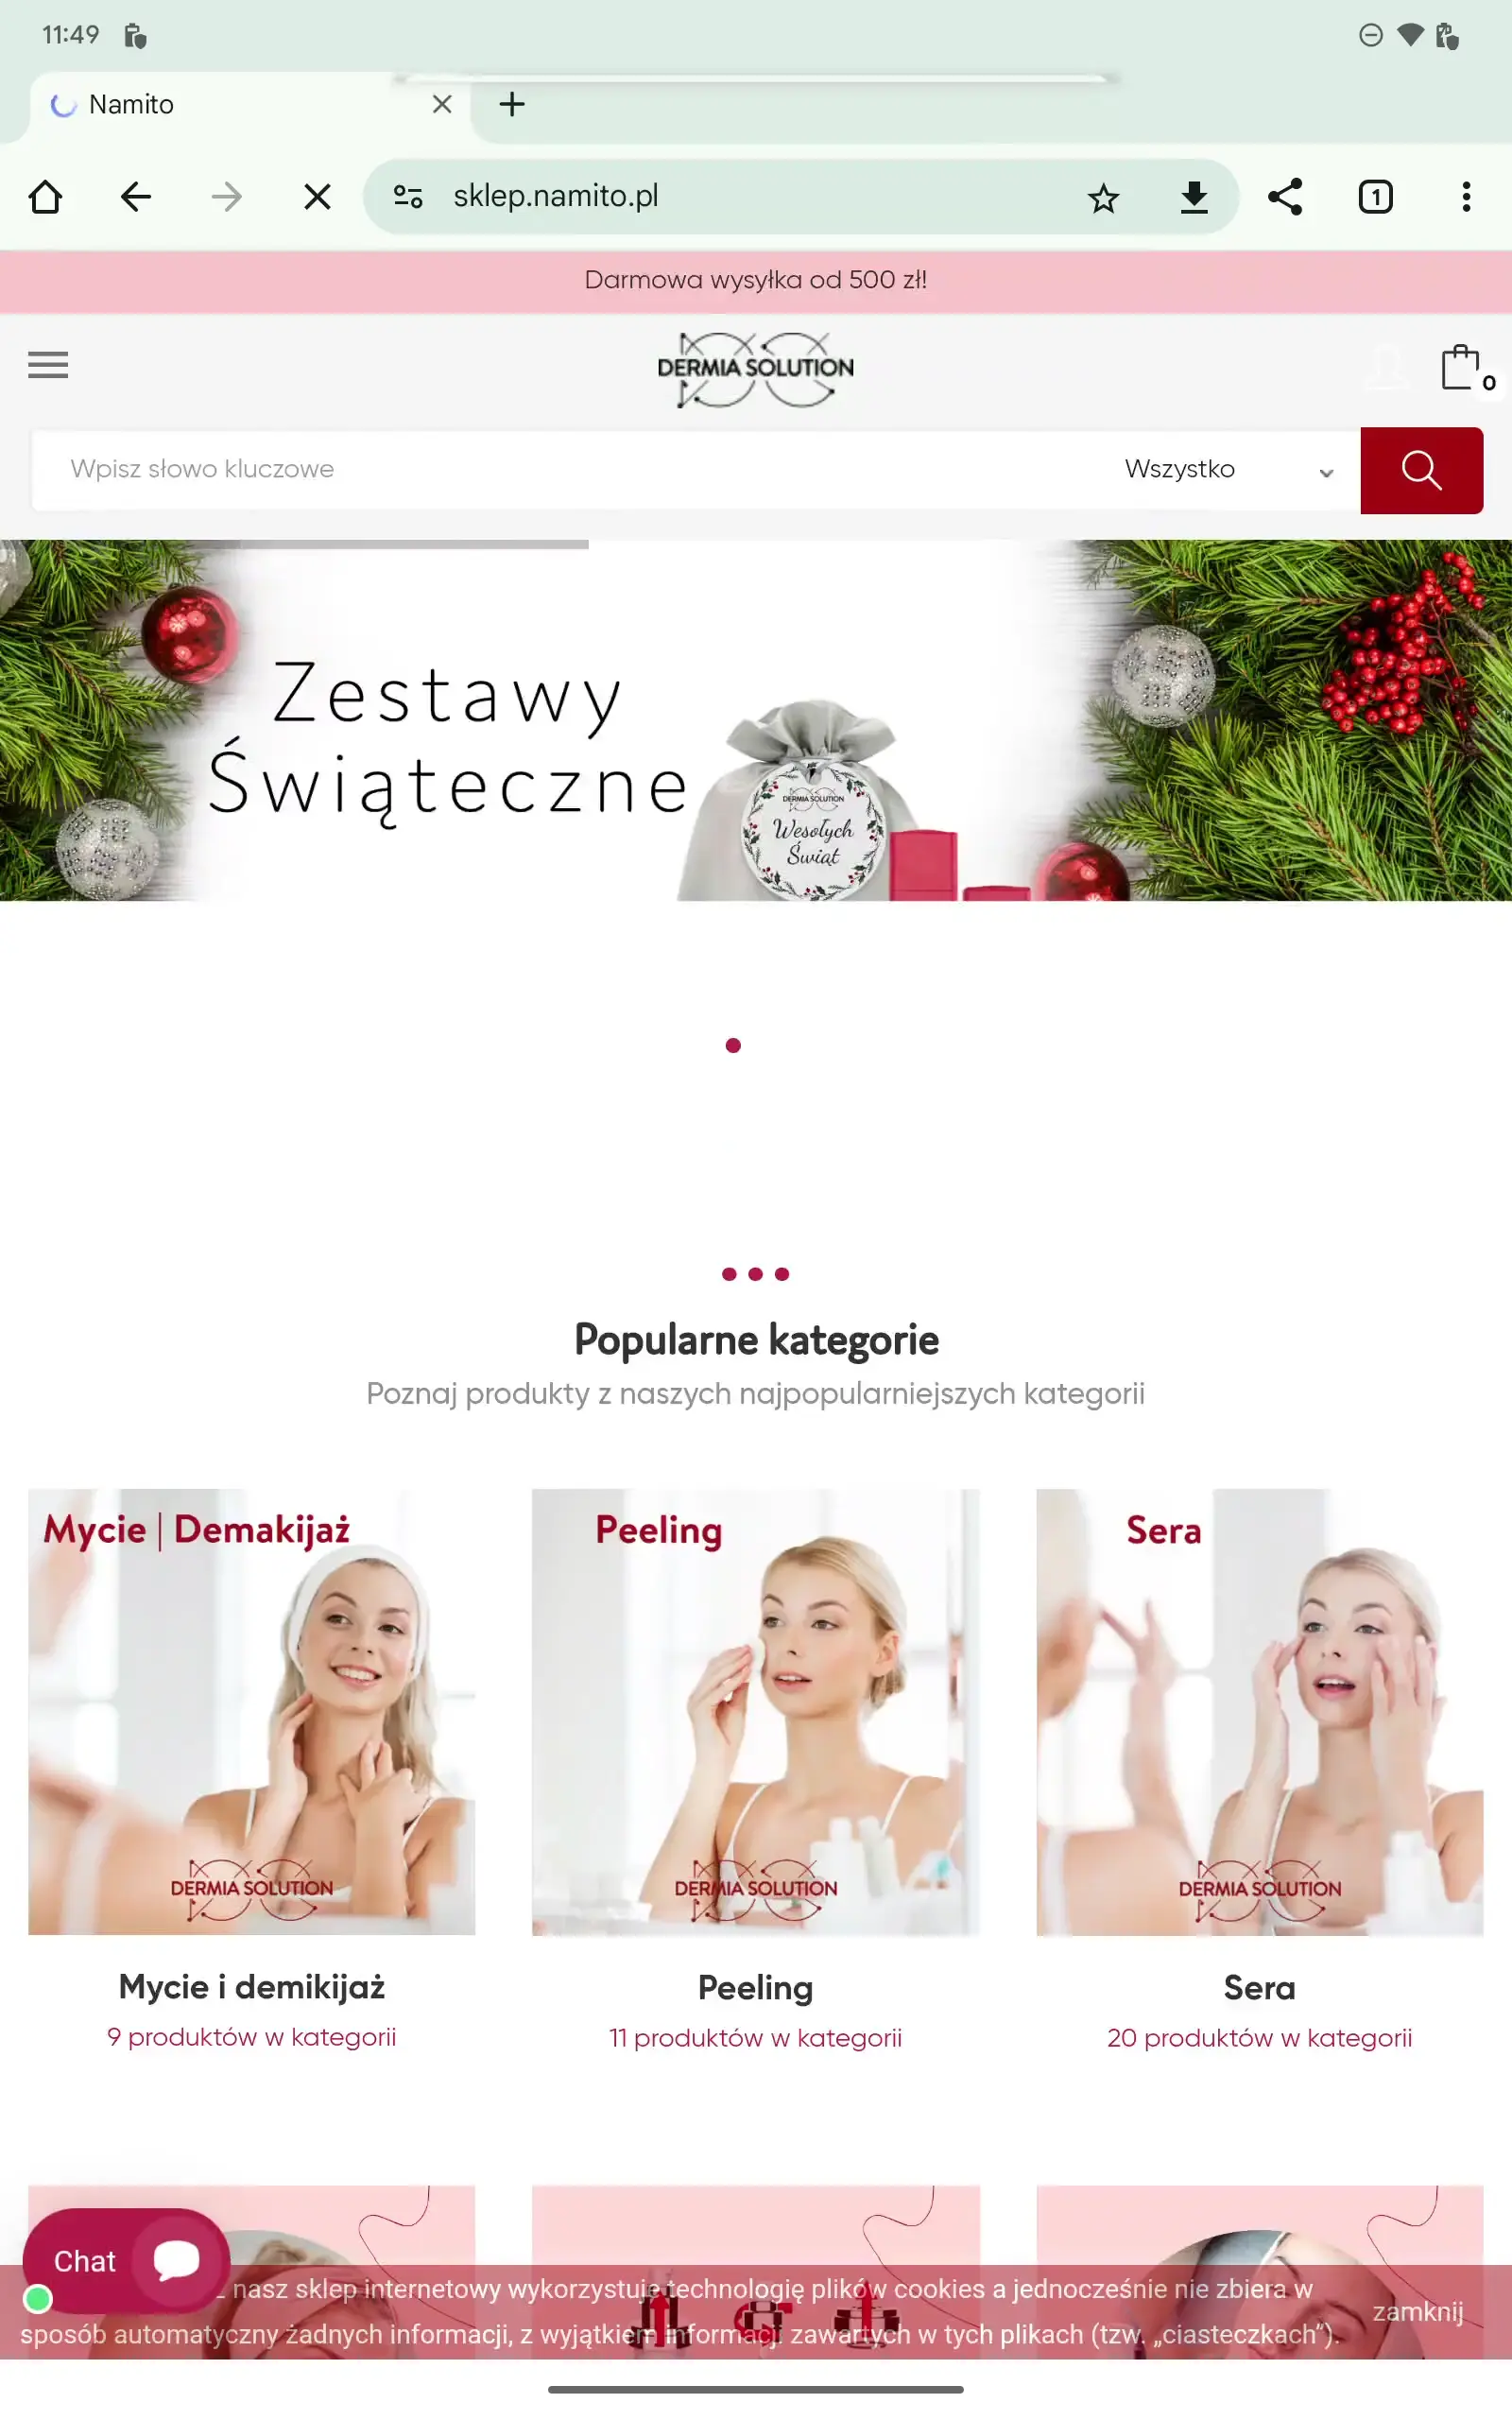 11:49
Namito
sklep.namito.pl
1
Darmowa wysyłka od 500 zł!
DERMIA SOLUTION
0
Wpisz słowo kluczowe
Wszystko
Zestawy
Świąteczne
DERMIA SOLUTION
Wesołych
Świąt
Popularne kategorie
Poznaj produkty z naszych najpopularniejszych kategorii
Mycie | Demakijaż
Peeling
Sera
DERMIA SOLUTION
DERMIA SOLUTION
DERMIA SOLUTION
Mycie i demikijaż
Peeling
Sera
9 produktów w kategorii
11 produktów w kategorii
20 produktów w kategorii
Chat
nasz sklep internetowy wykorzystuje technologię plików cookies a jednocześnie nie zbiera w
sposób automatyczny żadnych informacji, z wyjątkiem informacji zawartych w tych plikach (tzw. „ciasteczkach”).
zamknij